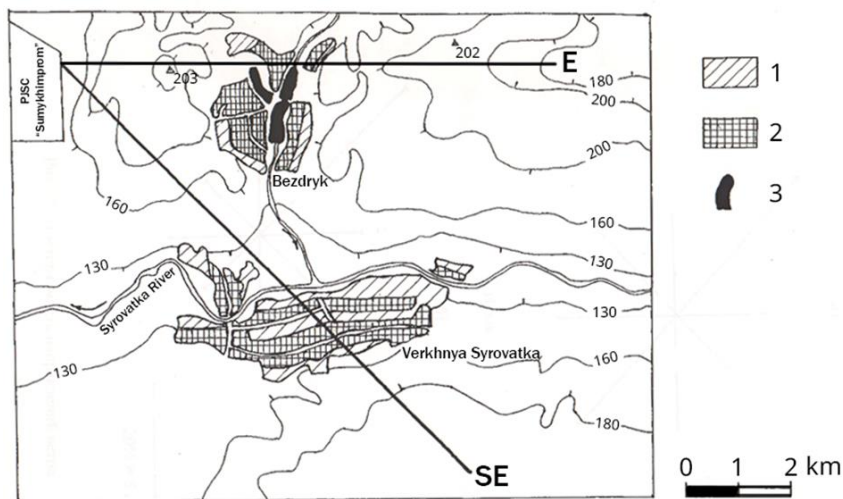 PJSC
"Sumykhimprom"
202
203
E
180
200
200
1
2
3
Bezdryk
160
160
130
130
130
Syrovatka River
Verkhnya Syrovatka
160
130
180
SE
0 1 2 km